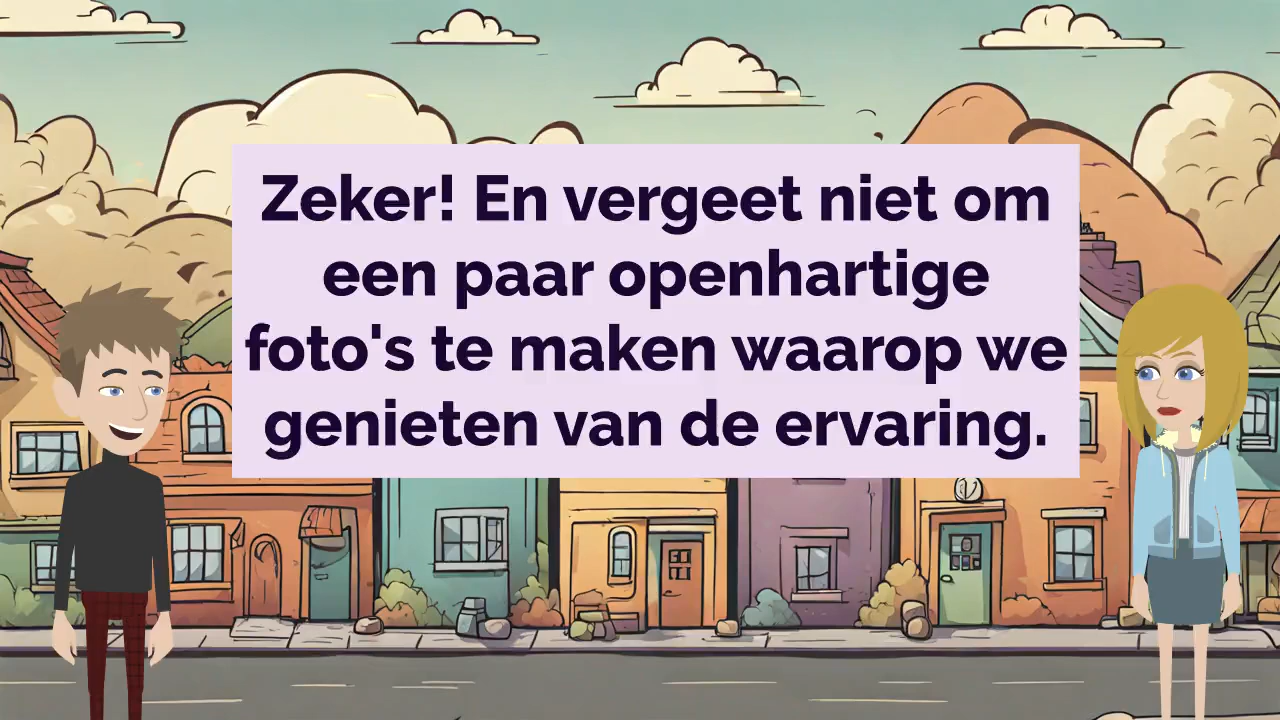 Zeker! En vergeet niet om
een paar openhartige
foto's te maken waarop we
genieten van de ervaring.